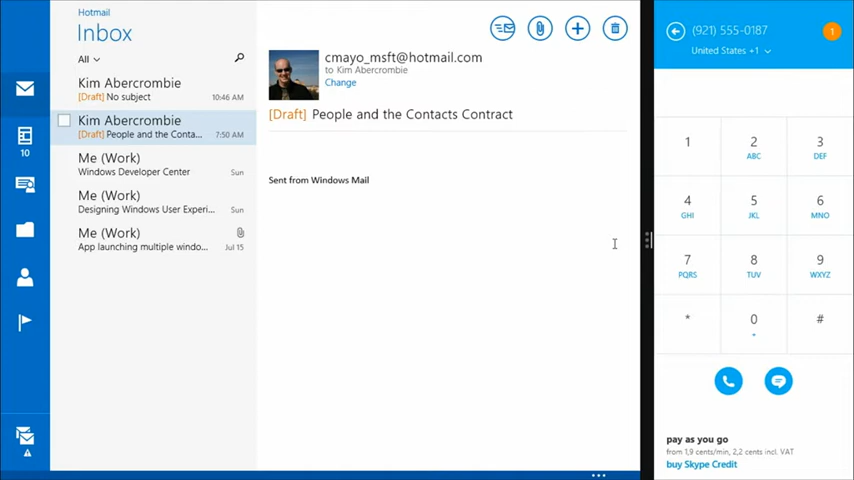 Hotmail
Inbox
All
Kim Abercrombie
[Draft] No subject 10:46 AM
Kim Abercrombie
[Draft] People and the Conta... 7:50 AM
Me (Work)
Windows Developer Center Sun
Me (Work)
Designing Windows User Experi... Sun
Me (Work)
App launching multiple windo... Jul 15
10
cmayo_msft@hotmail.com
to Kim Abercrombie
Change
[Draft] People and the Contacts Contract
Sent from Windows Mail
(921) 555-0187
United States +1
1
1
2
ABC
3
DEF
4
GHI
5
JKL
6
MNO
7
PQRS
8
TUV
9
WXYZ
*
0
+
#
pay as you go
from 1,9 cents/min, 2,2 cents incl. VAT
buy Skype Credit